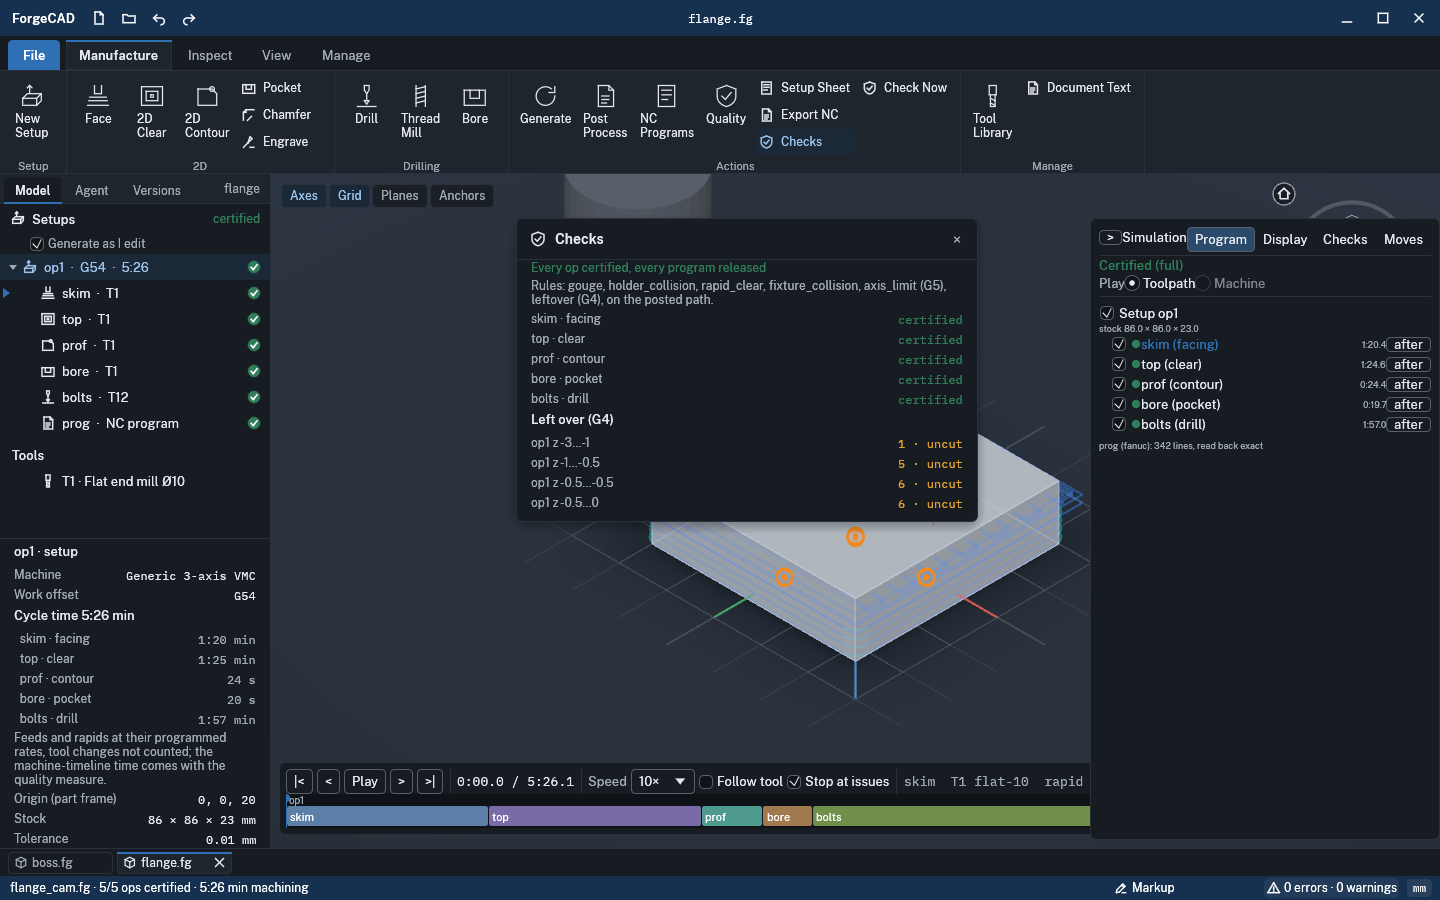 ForgeCAD
flange.fg
File
Manufacture
Inspect
View
Manage
New Setup
Face
2D Clear
2D Contour
Pocket
Chamfer
Engrave
Drill
Thread Mill
Bore
Generate
Post Process
NC Programs
Quality
Setup Sheet
Export NC
Checks
Check Now
Tool Library
Document Text
Setup
2D
Drilling
Actions
Manage
Model
Agent
Versions
flange
Setups
certified
Generate as I edit
op1 · G54 · 5:26
skim · T1
top · T1
prof · T1
bore · T1
bolts · T12
prog · NC program
Tools
T1 · Flat end mill Ø10
op1 · setup
Machine Generic 3-axis VMC
Work offset G54
Cycle time 5:26 min
skim · facing 1:20 min
top · clear 1:25 min
prof · contour 24 s
bore · pocket 20 s
bolts · drill 1:57 min
Feeds and rapids at their programmed
rates, tool changes not counted; the
machine-timeline time comes with the
quality measure.
Origin (part frame) 0, 0, 20
Stock 86 × 86 × 23 mm
Tolerance 0.01 mm
Axes
Grid
Planes
Anchors
Checks ×
Every op certified, every program released
Rules: gouge, holder_collision, rapid_clear, fixture_collision, axis_limit (G5),
leftover (G4), on the posted path.
skim · facing certified
top · clear certified
prof · contour certified
bore · pocket certified
bolts · drill certified
Left over (G4)
op1 z -3...-1 1 · uncut
op1 z -1...-0.5 5 · uncut
op1 z -0.5...-0.5 6 · uncut
op1 z -0.5...0 6 · uncut
> Simulation
Program
Display
Checks
Moves
Certified (full)
Play Toolpath Machine
Setup op1
stock 86.0 × 86.0 × 23.0
skim (facing) 1:20.4 after
top (clear) 1:24.6 after
prof (contour) 0:24.4 after
bore (pocket) 0:19.7 after
bolts (drill) 1:57.0 after
prog (fanuc): 342 lines, read back exact
|< < Play > >| 0:00.0 / 5:26.1 Speed 10× Follow tool Stop at issues skim T1 flat-10 rapid
op1
skim
top
prof
bore
bolts
boss.fg
flange.fg
flange_cam.fg · 5/5 ops certified · 5:26 min machining
Markup
0 errors · 0 warnings
mm